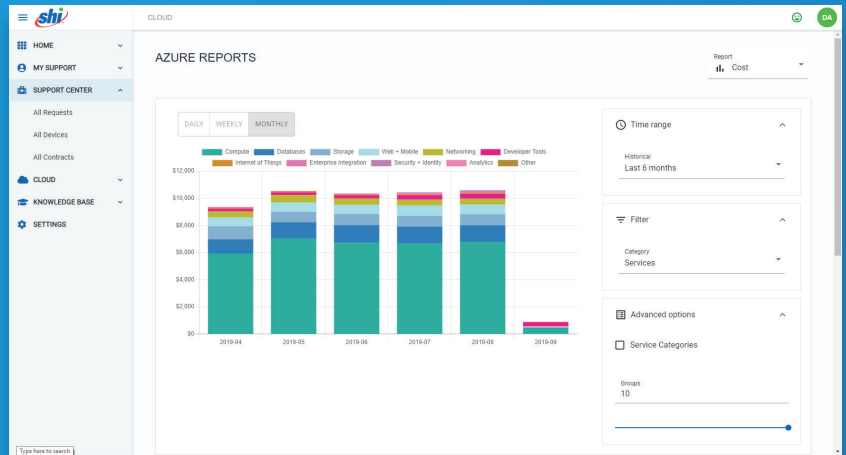 shi
CLOUD
DA
HOME
MY SUPPORT
SUPPORT CENTER
All Requests
All Devices
All Contracts
CLOUD
KNOWLEDGE BASE
SETTINGS
Type here to search
AZURE REPORTS
Report
Cost
DAILY WEEKLY MONTHLY
Compute Databases Storage Web + Mobile Networking Developer Tools
Internet of Things Enterprise Integration Security + Identity Analytics Other
$12,000
$10,000
$8,000
$6,000
$4,000
$2,000
$0
2019-04 2019-05 2019-06 2019-07 2019-08 2019-09
Time range
Historical
Last 6 months
Filter
Category
Services
Advanced options
Service Categories
Groups
10